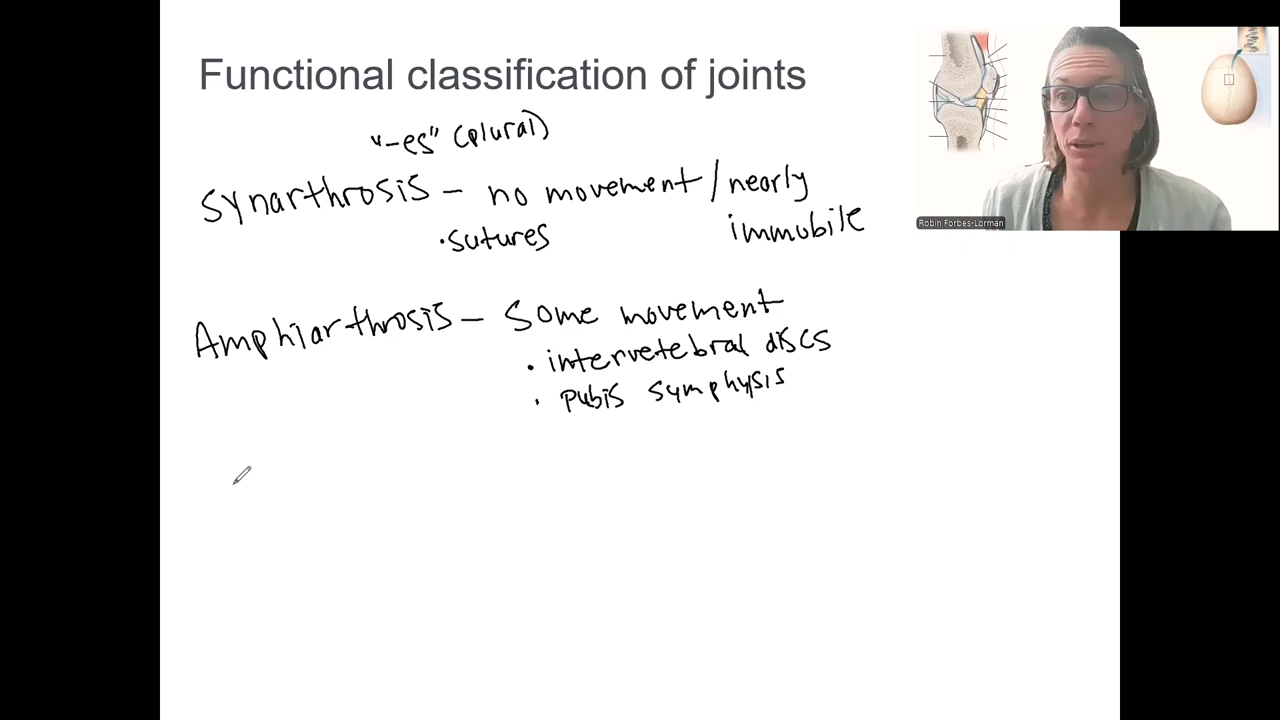 Functional classification of joints
"-es" (plural)
Synarthrosis - no movement / nearly
immobile
• sutures
Amphiarthrosis - Some movement
• intervetebral discs
• Pubis symphysis
Robin Forbes-Lorman